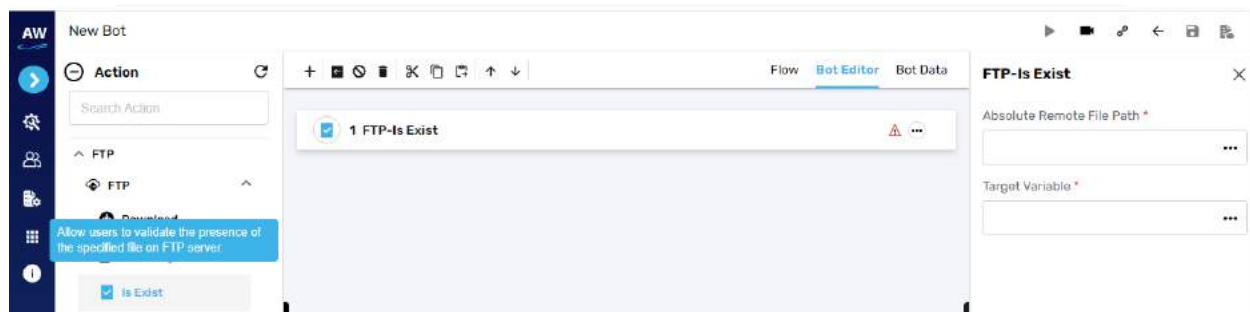 AW
New Bot
Action
Search Action
FTP
FTP
Download
Allow users to validate the presence of
the specified file on FTP server.
Is Exist
Flow Bot Editor Bot Data
1 FTP-Is Exist
FTP-Is Exist
Absolute Remote File Path *
Target Variable *